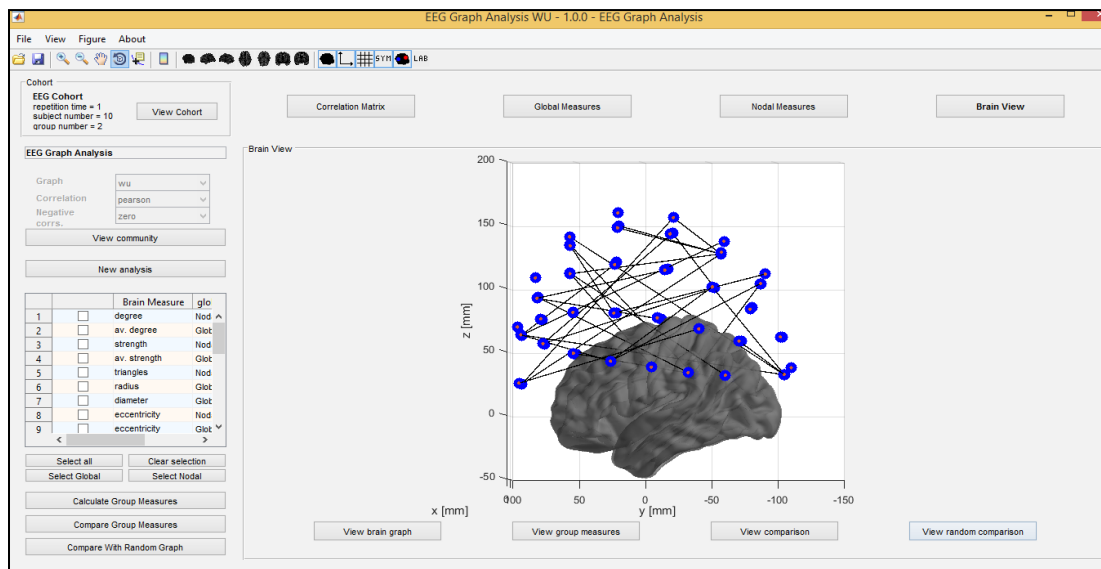 EEG Graph Analysis WU - 1.0.0 - EEG Graph Analysis
File View Figure About
SYM LAB
Cohort
EEG Cohort
repetition time = 1
subject number = 10
group number = 2
View Cohort
Correlation Matrix Global Measures Nodal Measures Brain View
EEG Graph Analysis
Graph wu
Correlation pearson
Negative corrs. zero
View community
New analysis
Brain Measure glo
1 degree Nod
2 av. degree Glot
3 strength Nod
4 av. strength Glot
5 triangles Nod
6 radius Glot
7 diameter Glot
8 eccentricity Nod
9 eccentricity Glot
Select all Clear selection
Select Global Select Nodal
Calculate Group Measures
Compare Group Measures
Compare With Random Graph
Brain View
200
150
100
50
0
-50
z [mm]
100 50 0 -50 -100 -150
x [mm] y [mm]
View brain graph View group measures View comparison View random comparison